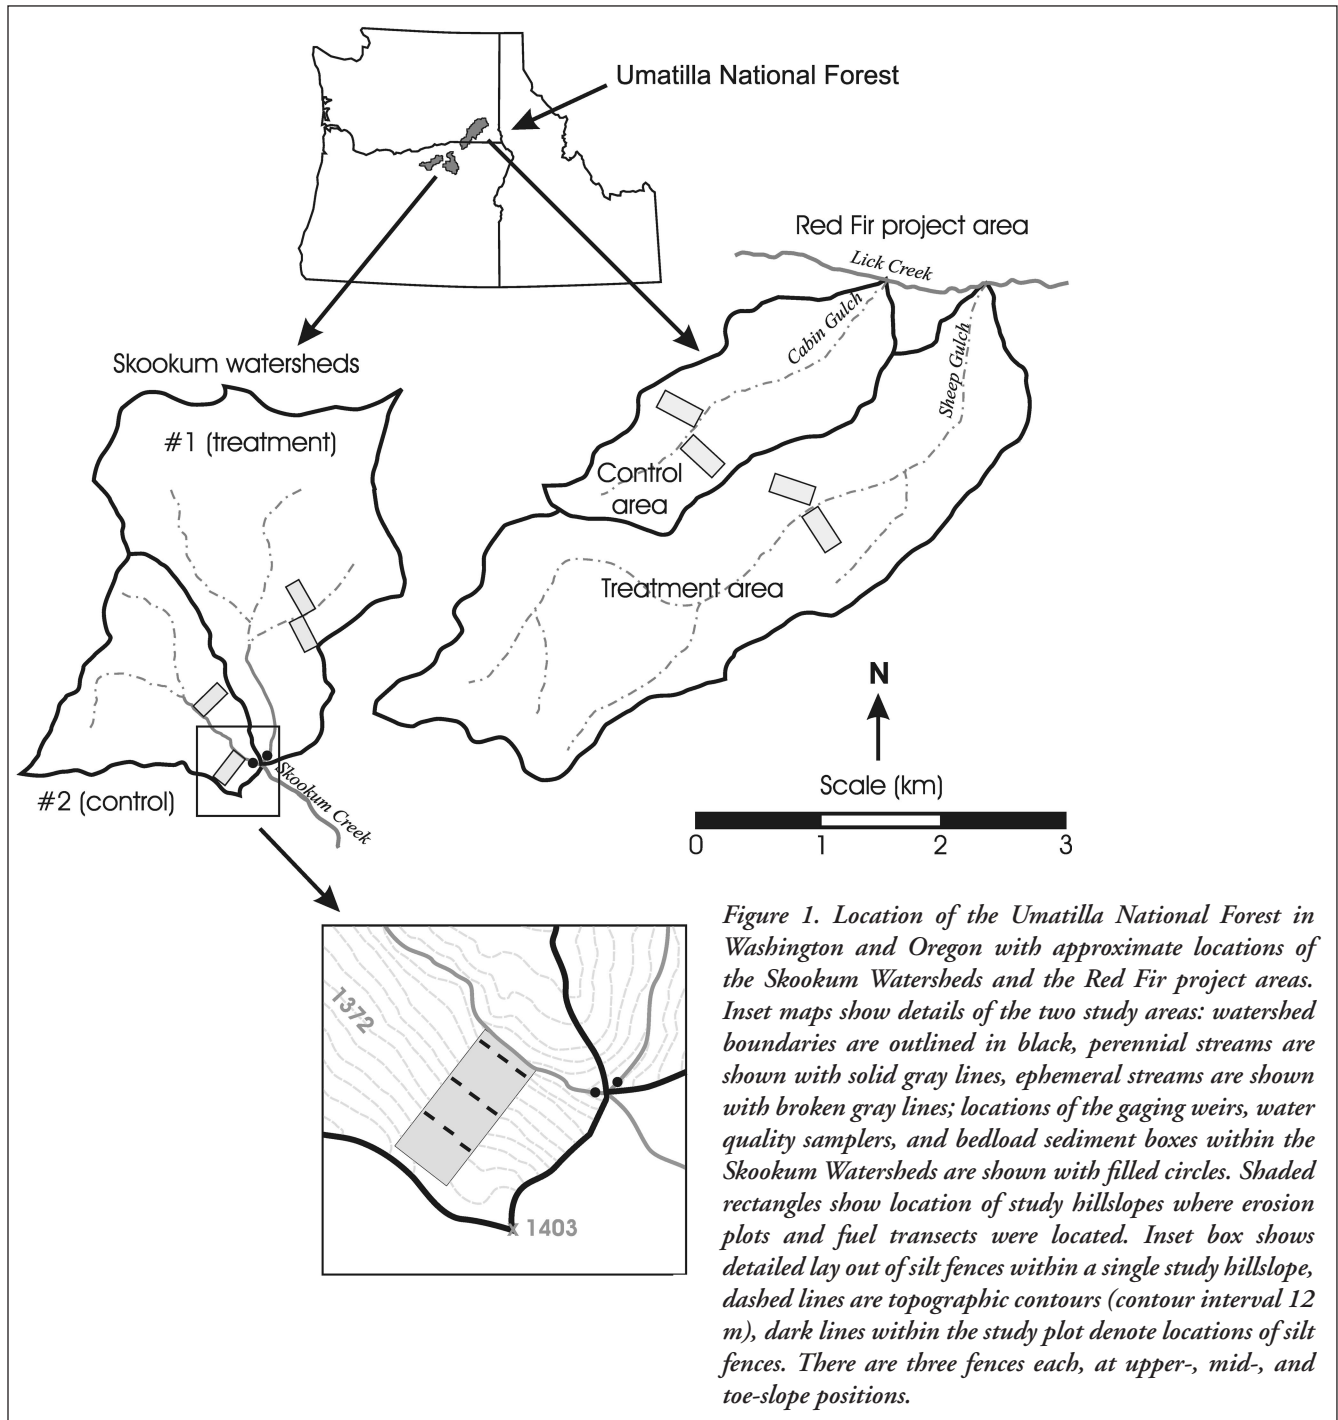 Umatilla National Forest
Red Fir project area
Lick Creek
Cabin Gulch
Sheep Gulch
Skookum watersheds
#1 (treatment)
Control
area
Treatment area
N
#2 (control)
Skookum Creek
Scale (km)
0 1 2 3
1372
x 1403
Figure 1. Location of the Umatilla National Forest in
Washington and Oregon with approximate locations of
the Skookum Watersheds and the Red Fir project areas.
Inset maps show details of the two study areas: watershed
boundaries are outlined in black, perennial streams are
shown with solid gray lines, ephemeral streams are shown
with broken gray lines; locations of the gaging weirs, water
quality samplers, and bedload sediment boxes within the
Skookum Watersheds are shown with filled circles. Shaded
rectangles show location of study hillslopes where erosion
plots and fuel transects were located. Inset box shows
detailed lay out of silt fences within a single study hillslope,
dashed lines are topographic contours (contour interval 12
m), dark lines within the study plot denote locations of silt
fences. There are three fences each, at upper-, mid-, and
toe-slope positions.